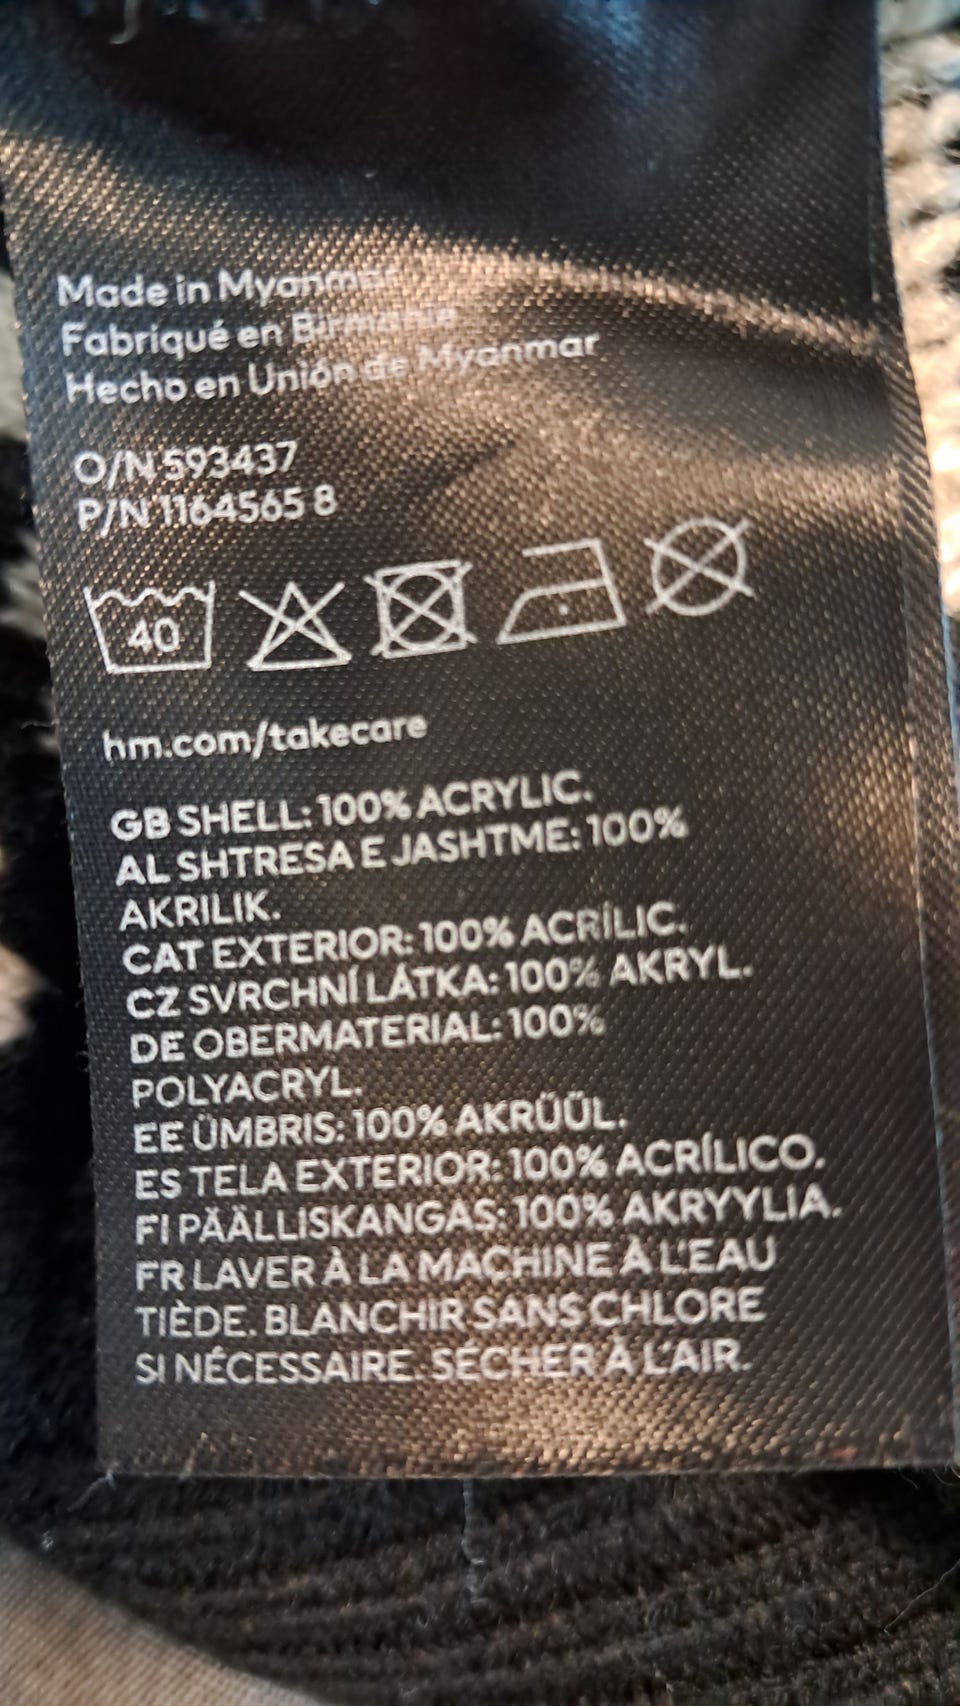 Made in Myanmar
Fabriqué en Birmanie
Hecho en Unión de Myanmar
O/N 593437
P/N 1164565 8
40
hm.com/takecare
GB SHELL: 100% ACRYLIC.
AL SHTRESA E JASHTME: 100%
AKRILIK.
CAT EXTERIOR: 100% ACRÍLIC.
CZ SVRCHNÍ LÁTKA: 100% AKRYL.
DE OBERMATERIAL: 100%
POLYACRYL.
EE ÜMBRIS: 100% AKRÜÜL.
ES TELA EXTERIOR: 100% ACRÍLICO.
FI PÄÄLLISKANGAS: 100% AKRYYLIA.
FR LAVER À LA MACHINE À L'EAU
TIÈDE. BLANCHIR SANS CHLORE
SI NÉCESSAIRE. SÉCHER À L'AIR.